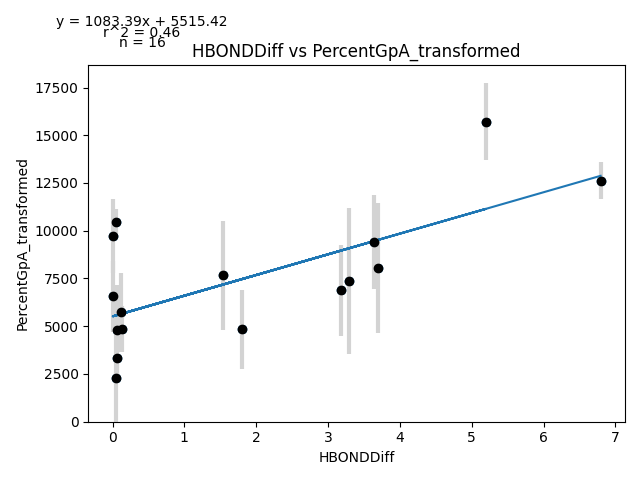 y = 1083.39x + 5515.42
r^2 = 0.46
n = 16
HBONDDiff vs PercentGpA_transformed
PercentGpA_transformed
17500
15000
12500
10000
7500
5000
2500
0
0 1 2 3 4 5 6 7
HBONDDiff